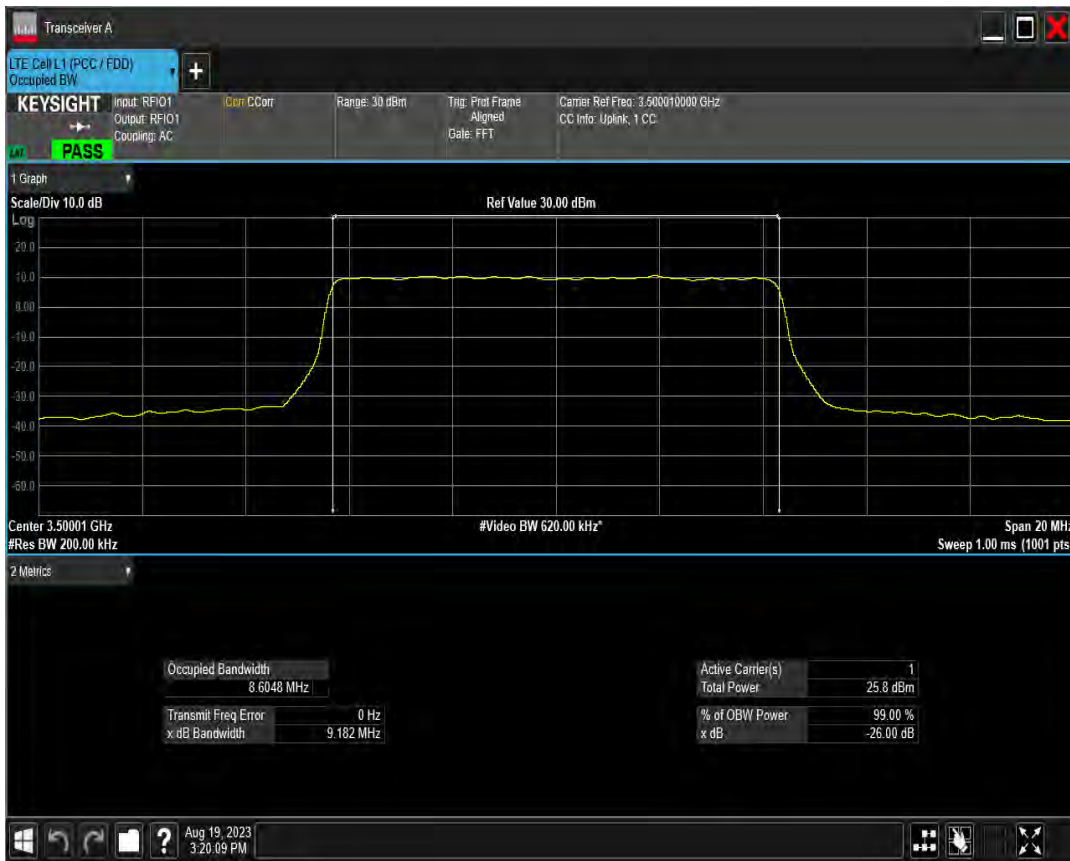 Transceiver A
LTE Cell L1 (PCC / FDD)
Occupied BW
+
KEYSIGHT
Input: RFIO1
Output: RFIO1
Coupling: AC
Corr CCorr
Range: 30 dBm
Trig: Prot Frame
Aligned
Gate: FFT
Carrier Ref Freq: 3.500010000 GHz
CC Info: Uplink, 1 CC
PASS
1 Graph
Scale/Div 10.0 dB
Ref Value 30.00 dBm
Log
20.0
10.0
0.00
-10.0
-20.0
-30.0
-40.0
-50.0
-60.0
Center 3.50001 GHz
#Video BW 620.00 kHz*
Span 20 MHz
#Res BW 200.00 kHz
Sweep 1.00 ms (1001 pts
2 Metrics
Occupied Bandwidth
8.6048 MHz
Transmit Freq Error 0 Hz
x dB Bandwidth 9.182 MHz
Active Carrier(s) 1
Total Power 25.8 dBm
% of OBW Power 99.00 %
x dB -26.00 dB
?
Aug 19, 2023
3:20:09 PM